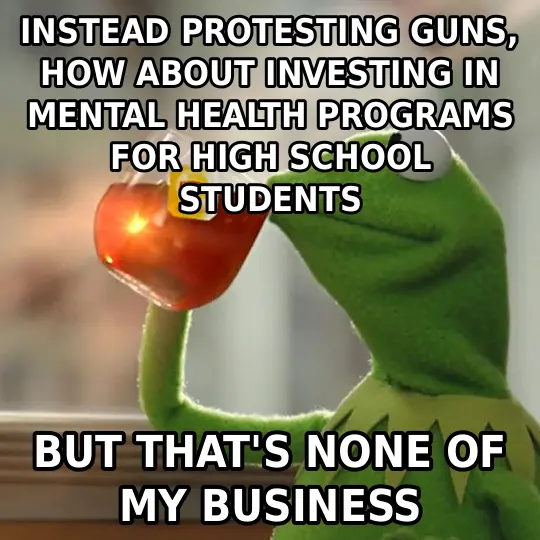 INSTEAD PROTESTING GUNS,
HOW ABOUT INVESTING IN
MENTAL HEALTH PROGRAMS
FOR HIGH SCHOOL
STUDENTS
BUT THAT'S NONE OF
MY BUSINESS